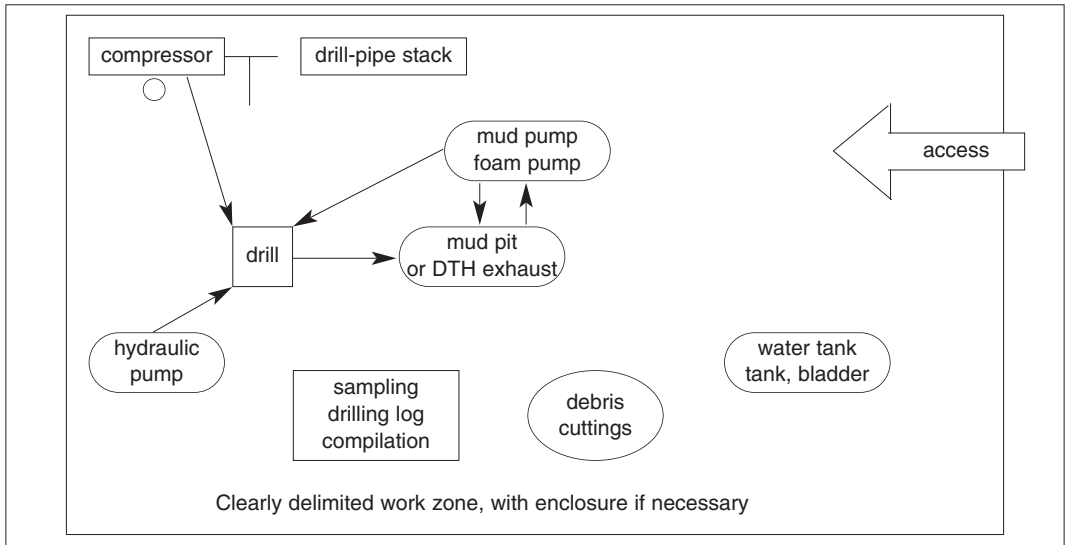 compressor
drill-pipe stack
mud pump
foam pump
access
drill
mud pit
or DTH exhaust
hydraulic
pump
water tank
tank, bladder
sampling
drilling log
compilation
debris
cuttings
Clearly delimited work zone, with enclosure if necessary